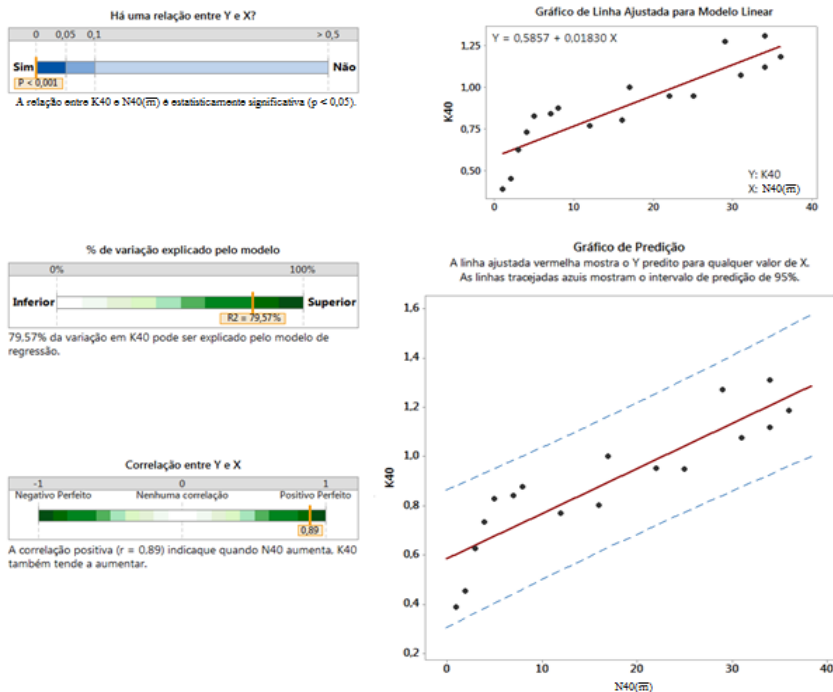 Há uma relação entre Y e X?
0 0,05 0,1 > 0,5
Sim Não
P < 0,001
A relação entre K40 e N40(m̅) é estatisticamente significativa (p < 0,05).
% de variação explicado pelo modelo
0% 100%
Inferior Superior
R2 = 79,57%
79,57% da variação em K40 pode ser explicado pelo modelo de
regressão.
Correlação entre Y e X
-1 0 1
Negativo Perfeito Nenhuma correlação Positivo Perfeito
0,89
A correlação positiva (r = 0,89) indicaque quando N40 aumenta, K40
também tende a aumentar.
Gráfico de Linha Ajustada para Modelo Linear
Y = 0,5857 + 0,01830 X
1,25
1,00
0,75
0,50
K40
Y: K40
X: N40(m̅)
0 10 20 30 40
Gráfico de Predição
A linha ajustada vermelha mostra o Y predito para qualquer valor de X.
As linhas tracejadas azuis mostram o intervalo de predição de 95%.
1,6
1,4
1,2
1,0
0,8
0,6
0,4
0,2
K40
0 10 20 30 40
N40(m̅)